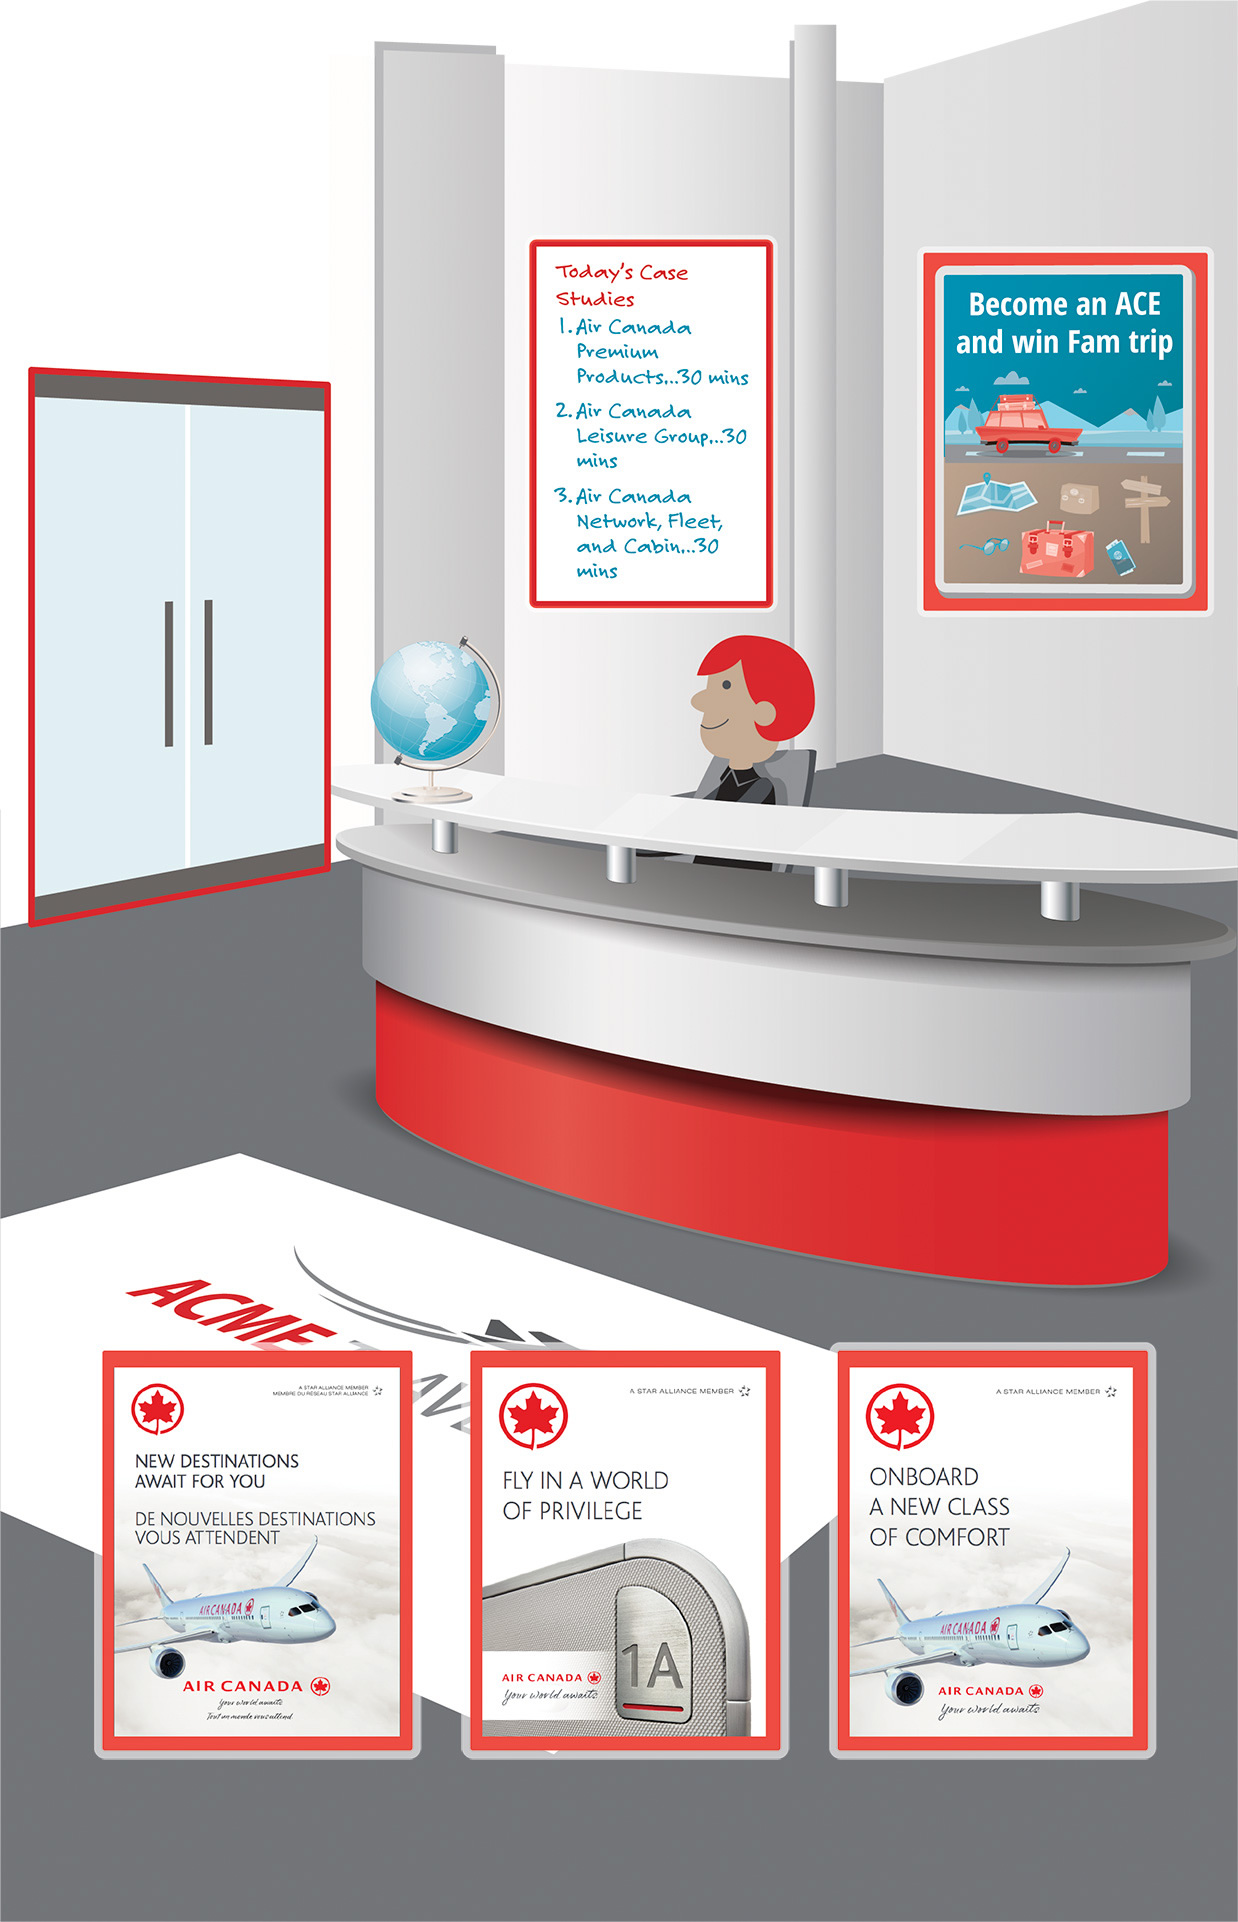 Today's Case
Studies
1. Air Canada
Premium
Products...30 mins
2. Air Canada
Leisure Group...30
mins
3. Air Canada
Network, Fleet,
and Cabin...30
mins
Become an ACE
and win Fam trip
ACME
A STAR ALLIANCE MEMBER
MEMBRE DU RÉSEAU STAR ALLIANCE
NEW DESTINATIONS
AWAIT FOR YOU
DE NOUVELLES DESTINATIONS
VOUS ATTENDENT
AIR CANADA
AIR CANADA
Your world awaits
Tout un monde vous attend
A STAR ALLIANCE MEMBER
FLY IN A WORLD
OF PRIVILEGE
1A
AIR CANADA
Your world awaits
A STAR ALLIANCE MEMBER
ONBOARD
A NEW CLASS
OF COMFORT
AIR CANADA
AIR CANADA
Your world awaits